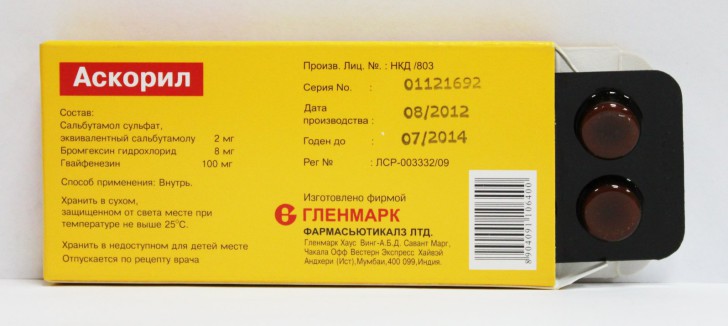 Аскорил
Состав:
Сальбутамол сульфат,
эквивалентный сальбутамолу 2 мг
Бромгексин гидрохлорид 8 мг
Гвайфенезин 100 мг
Способ применения: Внутрь.
Хранить в сухом,
защищенном от света месте при
температуре не выше 25°С.
Хранить в недоступном для детей месте
Отпускается по рецепту врача
Произв. Лиц. №. : НКД /803
Серия No. : 01121692
Дата
производства : 08/2012
Годен до : 07/2014
Рег № : ЛСР-003332/09
Изготовлено фирмой
ГЛЕНМАРК
ФАРМАСЬЮТИКАЛЗ ЛТД.
Гленмарк Хаус Винг-А.Б.Д. Савант Марг,
Чакала Офф Вестерн Экспресс Хайвэй
Андхери (Ист),Мумбаи,400 099,Индия.
8904091106400